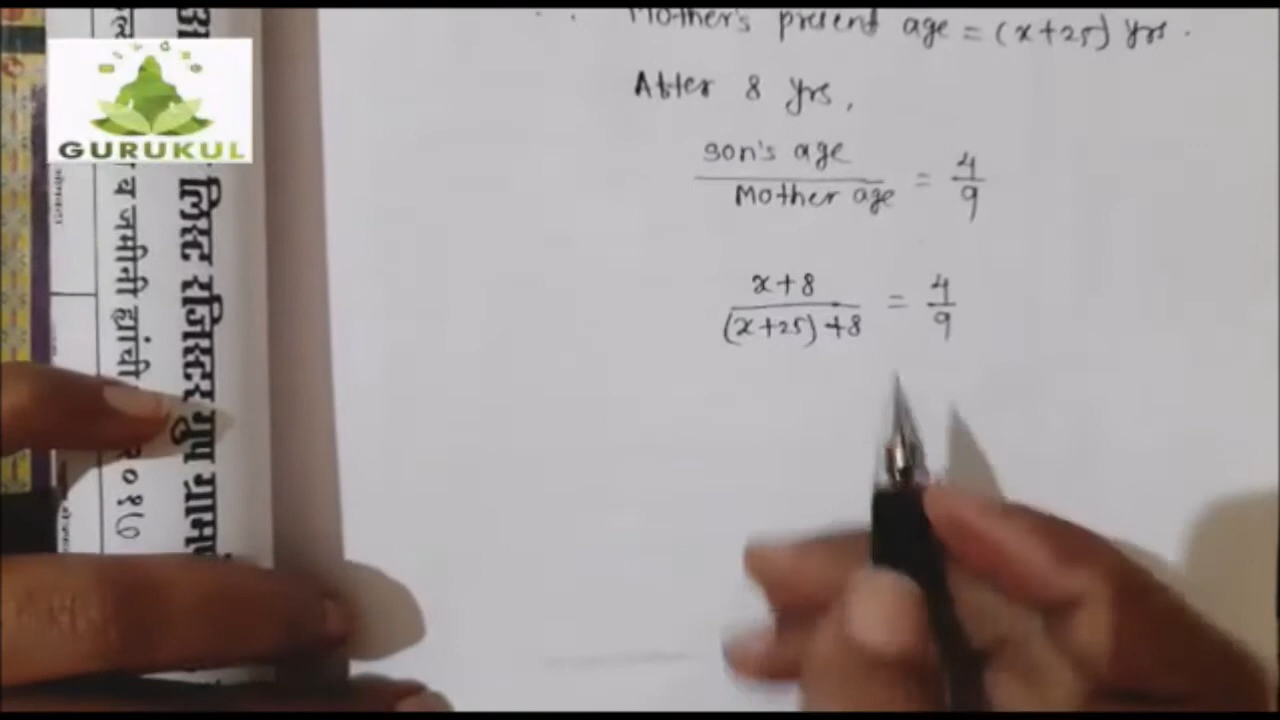 Mother's present age = (x+25) yrs.
After 8 yrs,
son's age / Mother age = 4/9
x+8 / (x+25)+8 = 4/9
GURUKUL
लिस्ट रजिस्टर ग्रुप ग्राम
व जमीनी ह्यांची